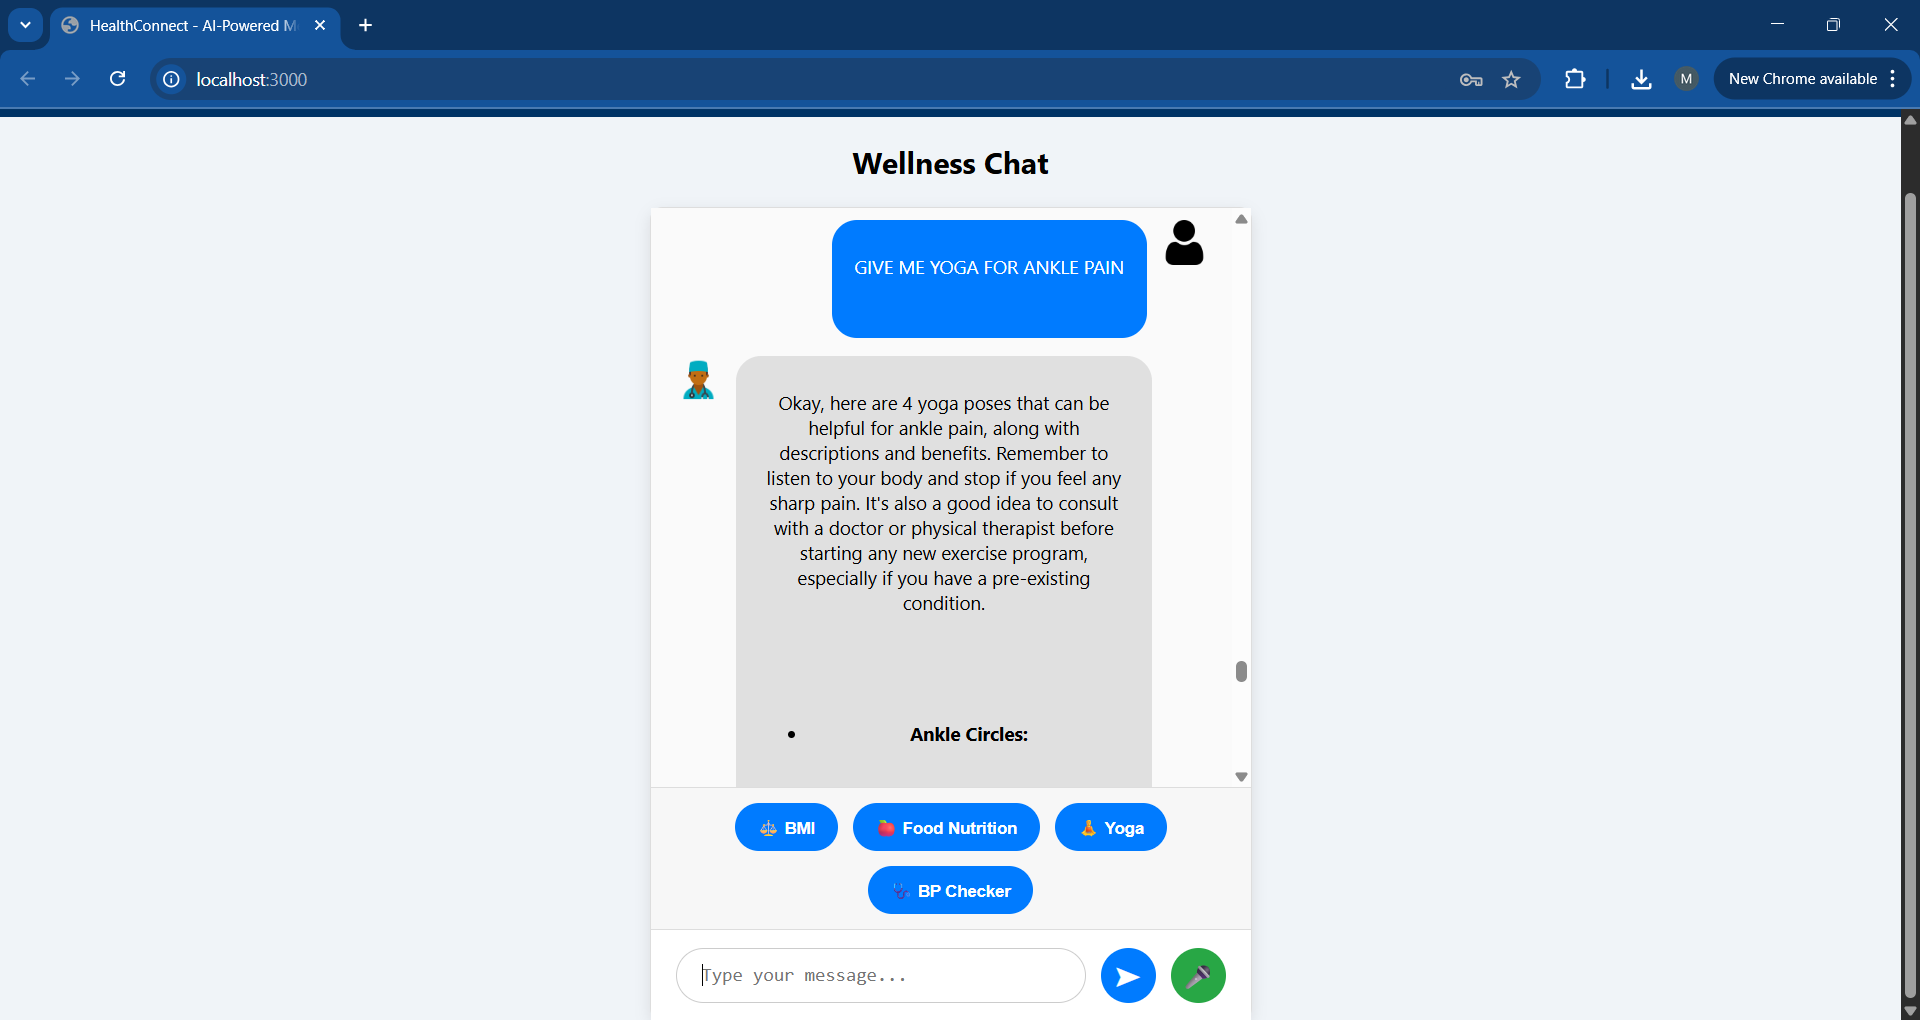 HealthConnect - AI-Powered M
localhost:3000
M
New Chrome available
Wellness Chat
GIVE ME YOGA FOR ANKLE PAIN
Okay, here are 4 yoga poses that can be
helpful for ankle pain, along with
descriptions and benefits. Remember to
listen to your body and stop if you feel any
sharp pain. It's also a good idea to consult
with a doctor or physical therapist before
starting any new exercise program,
especially if you have a pre-existing
condition.
• Ankle Circles:
BMI
Food Nutrition
Yoga
BP Checker
Type your message...